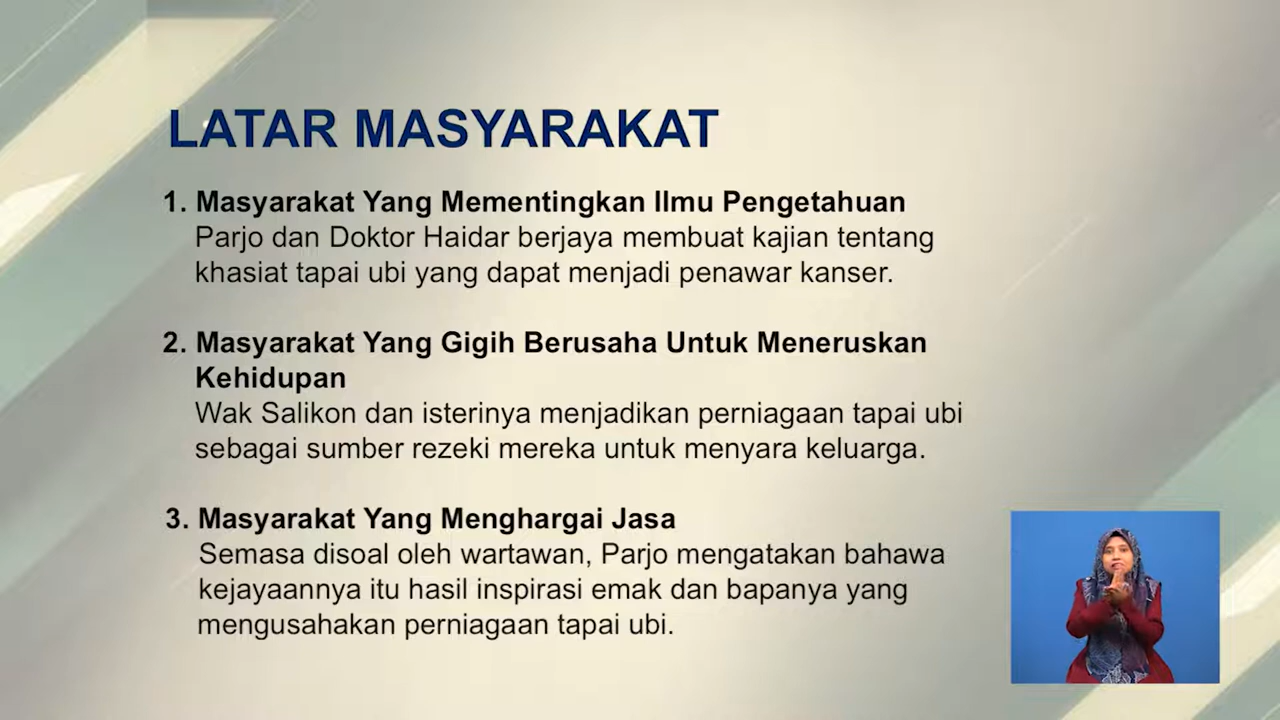 LATAR MASYARAKAT
1. Masyarakat Yang Mementingkan Ilmu Pengetahuan
Parjo dan Doktor Haidar berjaya membuat kajian tentang
khasiat tapai ubi yang dapat menjadi penawar kanser.
2. Masyarakat Yang Gigih Berusaha Untuk Meneruskan
Kehidupan
Wak Salikon dan isterinya menjadikan perniagaan tapai ubi
sebagai sumber rezeki mereka untuk menyara keluarga.
3. Masyarakat Yang Menghargai Jasa
Semasa disoal oleh wartawan, Parjo mengatakan bahawa
kejayaannya itu hasil inspirasi emak dan bapanya yang
mengusahakan perniagaan tapai ubi.